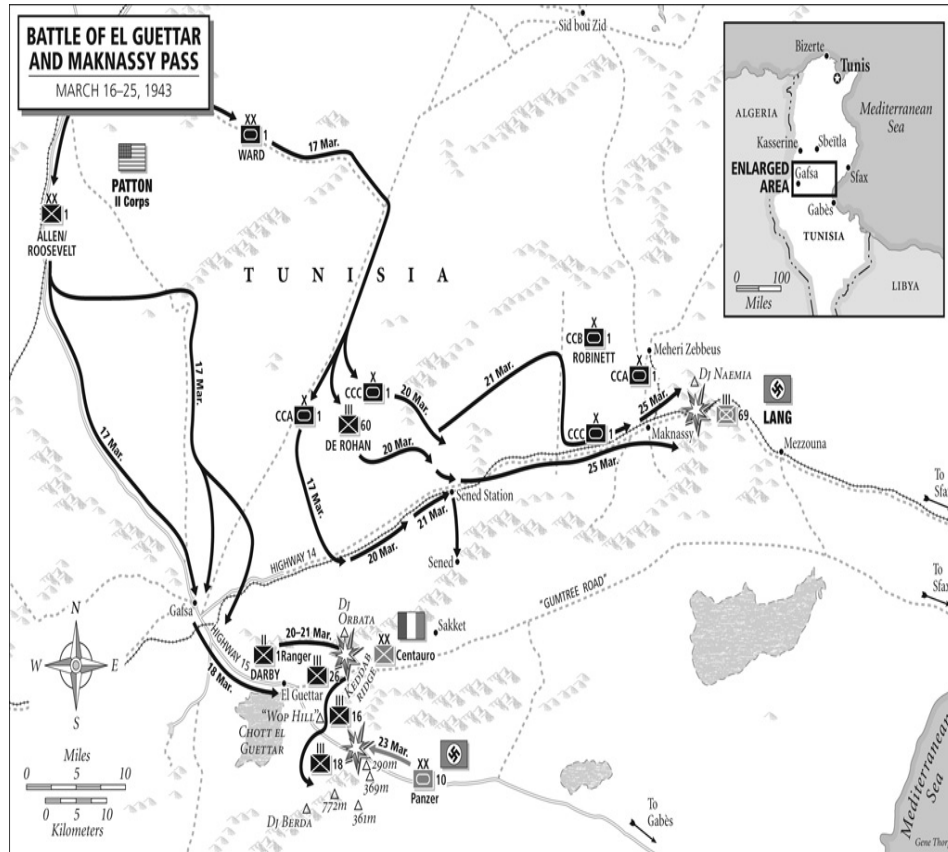 BATTLE OF EL GUETTAR
AND MAKNASSY PASS
MARCH 16–25, 1943
Sid bou Zid
Bizerte
Tunis
ALGERIA
Mediterranean
Sea
Kasserine
Sbeïtla
ENLARGED
AREA
Gafsa
Sfax
Gabès
TUNISIA
LIBYA
0 100
Miles
XX
1
WARD
17 Mar.
PATTON
II Corps
XX
1
ALLEN/
ROOSEVELT
TUNISIA
17 Mar.
17 Mar.
X
CCB 1
ROBINETT
Meheri Zebbeus
X
CCA 1
21 Mar.
DJ NAEMIA
X
CCC 1
20 Mar.
X
CCA 1
III
60
DE ROHAN
20 Mar.
X
CCC 1
25 Mar.
Maknassy
III
69
LANG
25 Mar.
Mezzouna
To
Sfax
17 Mar.
Sened Station
21 Mar.
20 Mar.
HIGHWAY 14
Sened
"GUMTREE ROAD"
To
Sfax
Gafsa
HIGHWAY 15
18 Mar.
DJ
ORBATA
Sakket
20–21 Mar.
II
1Ranger
DARBY
XX
Centauro
III
26
KEDDAB
RIDGE
El Guettar
"WOP HILL"
III
16
CHOTT EL
GUETTAR
III
18
23 Mar.
290m
369m
XX
10
Panzer
772m
361m
DJ BERDA
To
Gabès
N
W E
S
Miles
0 5 10
0 5 10
Kilometers
Mediterranean
Sea